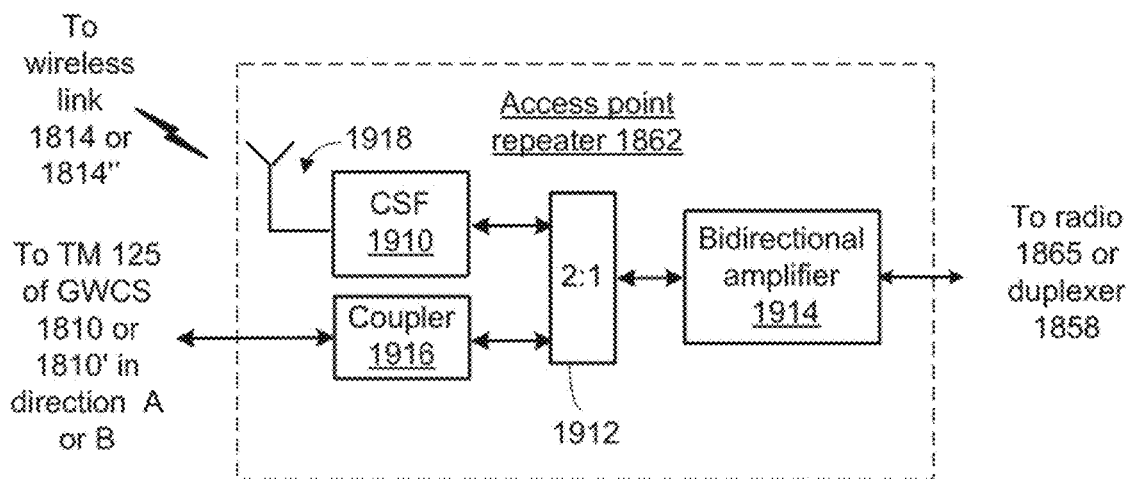 To
wireless
link
1814 or
1814"
To TM 125
of GWCS
1810 or
1810' in
direction A
or B
Access point
repeater 1862
1918
CSF
1910
Coupler
1916
2:1
1912
Bidirectional
amplifier
1914
To radio
1865 or
duplexer
1858